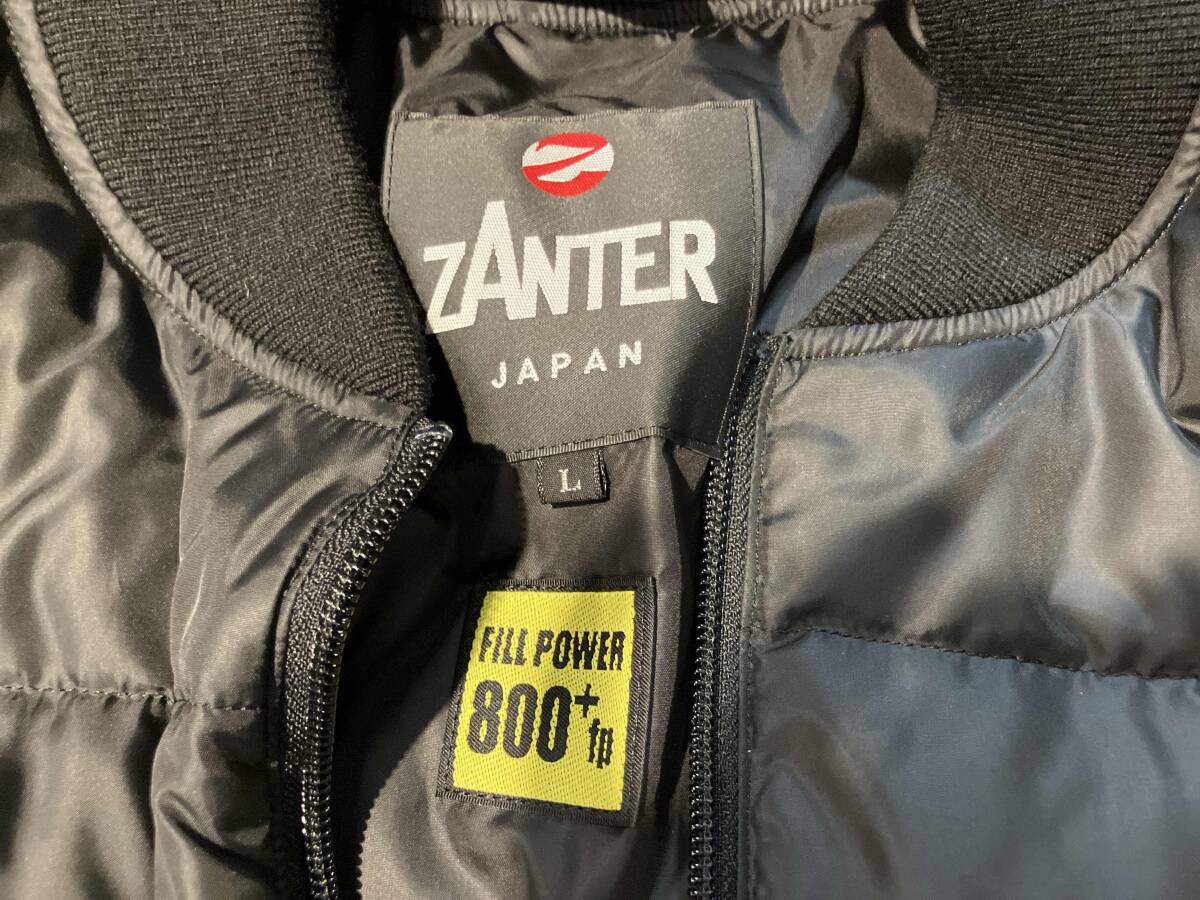 Z
ZANTER
JAPAN
L
FILL POWER
800+fp